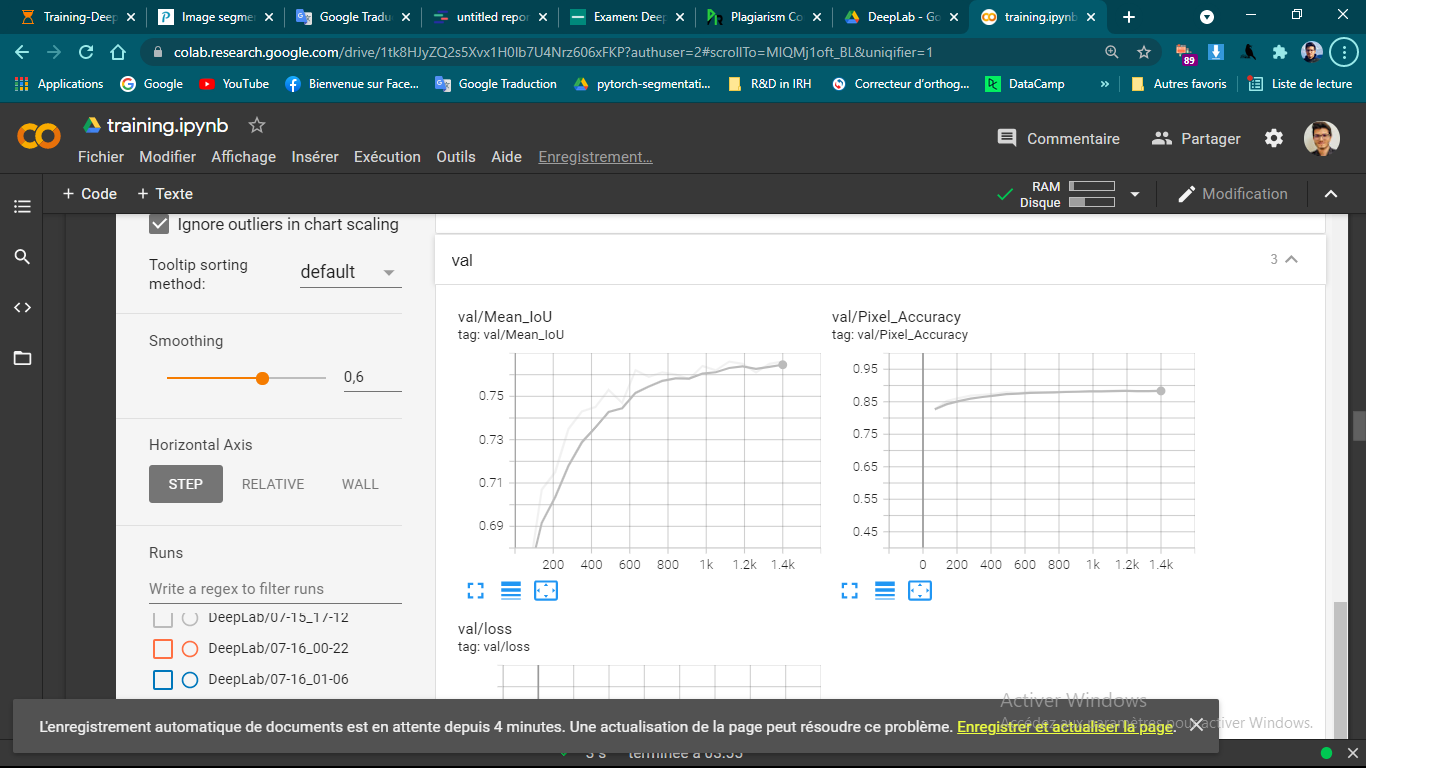 Training-Deep
Image segme
Google Tradu
untitled repor
Examen: Deep
Plagiarism Co
DeepLab - Go
training.ipynb
colab.research.google.com/drive/1tk8HJyZQ2s5Xvx1H0lb7U4Nrz606xFKP?authuser=2#scrollTo=MIQMj1oft_BL&uniqifier=1
89
Applications
Google
YouTube
Bienvenue sur Face...
Google Traduction
pytorch-segmentati...
R&D in IRH
Correcteur d'orthog...
DataCamp
»
Autres favoris
Liste de lecture
training.ipynb
Fichier Modifier Affichage Insérer Exécution Outils Aide Enregistrement...
Commentaire
Partager
+ Code + Texte
RAM
Disque
Modification
Ignore outliers in chart scaling
Tooltip sorting
method:
default
Smoothing
0,6
Horizontal Axis
STEP RELATIVE WALL
Runs
Write a regex to filter runs
DeepLab/07-15_17-12
DeepLab/07-16_00-22
DeepLab/07-16_01-06
val
3
val/Mean_IoU
tag: val/Mean_IoU
0.75
0.73
0.71
0.69
200 400 600 800 1k 1.2k 1.4k
val/Pixel_Accuracy
tag: val/Pixel_Accuracy
0.95
0.85
0.75
0.65
0.55
0.45
0 200 400 600 800 1k 1.2k 1.4k
val/loss
tag: val/loss
Activer Windows
L'enregistrement automatique de documents est en attente depuis 4 minutes. Une actualisation de la page peut résoudre ce problème. Enregistrer et actualiser la page.
Accédez aux paramètres pour activer Windows.
3 s terminée à 03:53